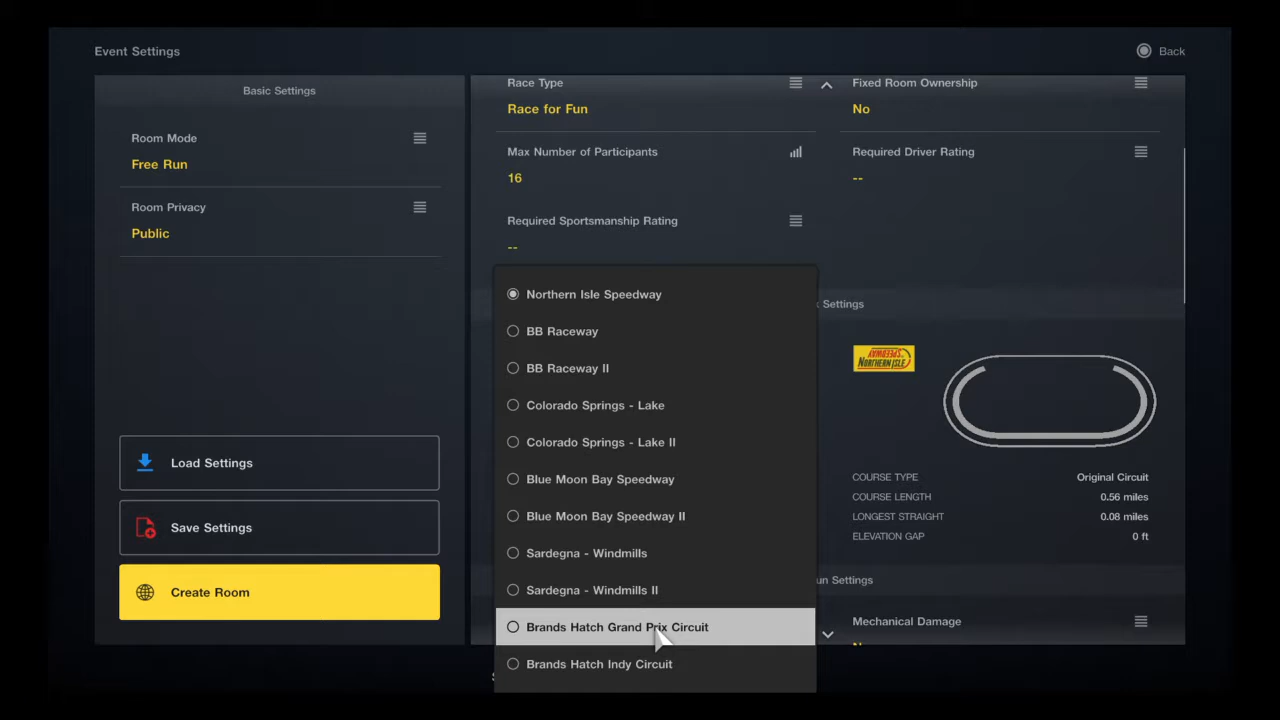 Event Settings
Back
Basic Settings
Room Mode
Free Run
Room Privacy
Public
Load Settings
Save Settings
Create Room
Race Type
Race for Fun
Fixed Room Ownership
No
Max Number of Participants
16
Required Driver Rating
--
Required Sportsmanship Rating
--
Northern Isle Speedway
BB Raceway
BB Raceway II
Colorado Springs - Lake
Colorado Springs - Lake II
Blue Moon Bay Speedway
Blue Moon Bay Speedway II
Sardegna - Windmills
Sardegna - Windmills II
Brands Hatch Grand Prix Circuit
Brands Hatch Indy Circuit
Settings
NORTHERN ISLE
SPEEDWAY
COURSE TYPE Original Circuit
COURSE LENGTH 0.56 miles
LONGEST STRAIGHT 0.08 miles
ELEVATION GAP 0 ft
Settings
Mechanical Damage